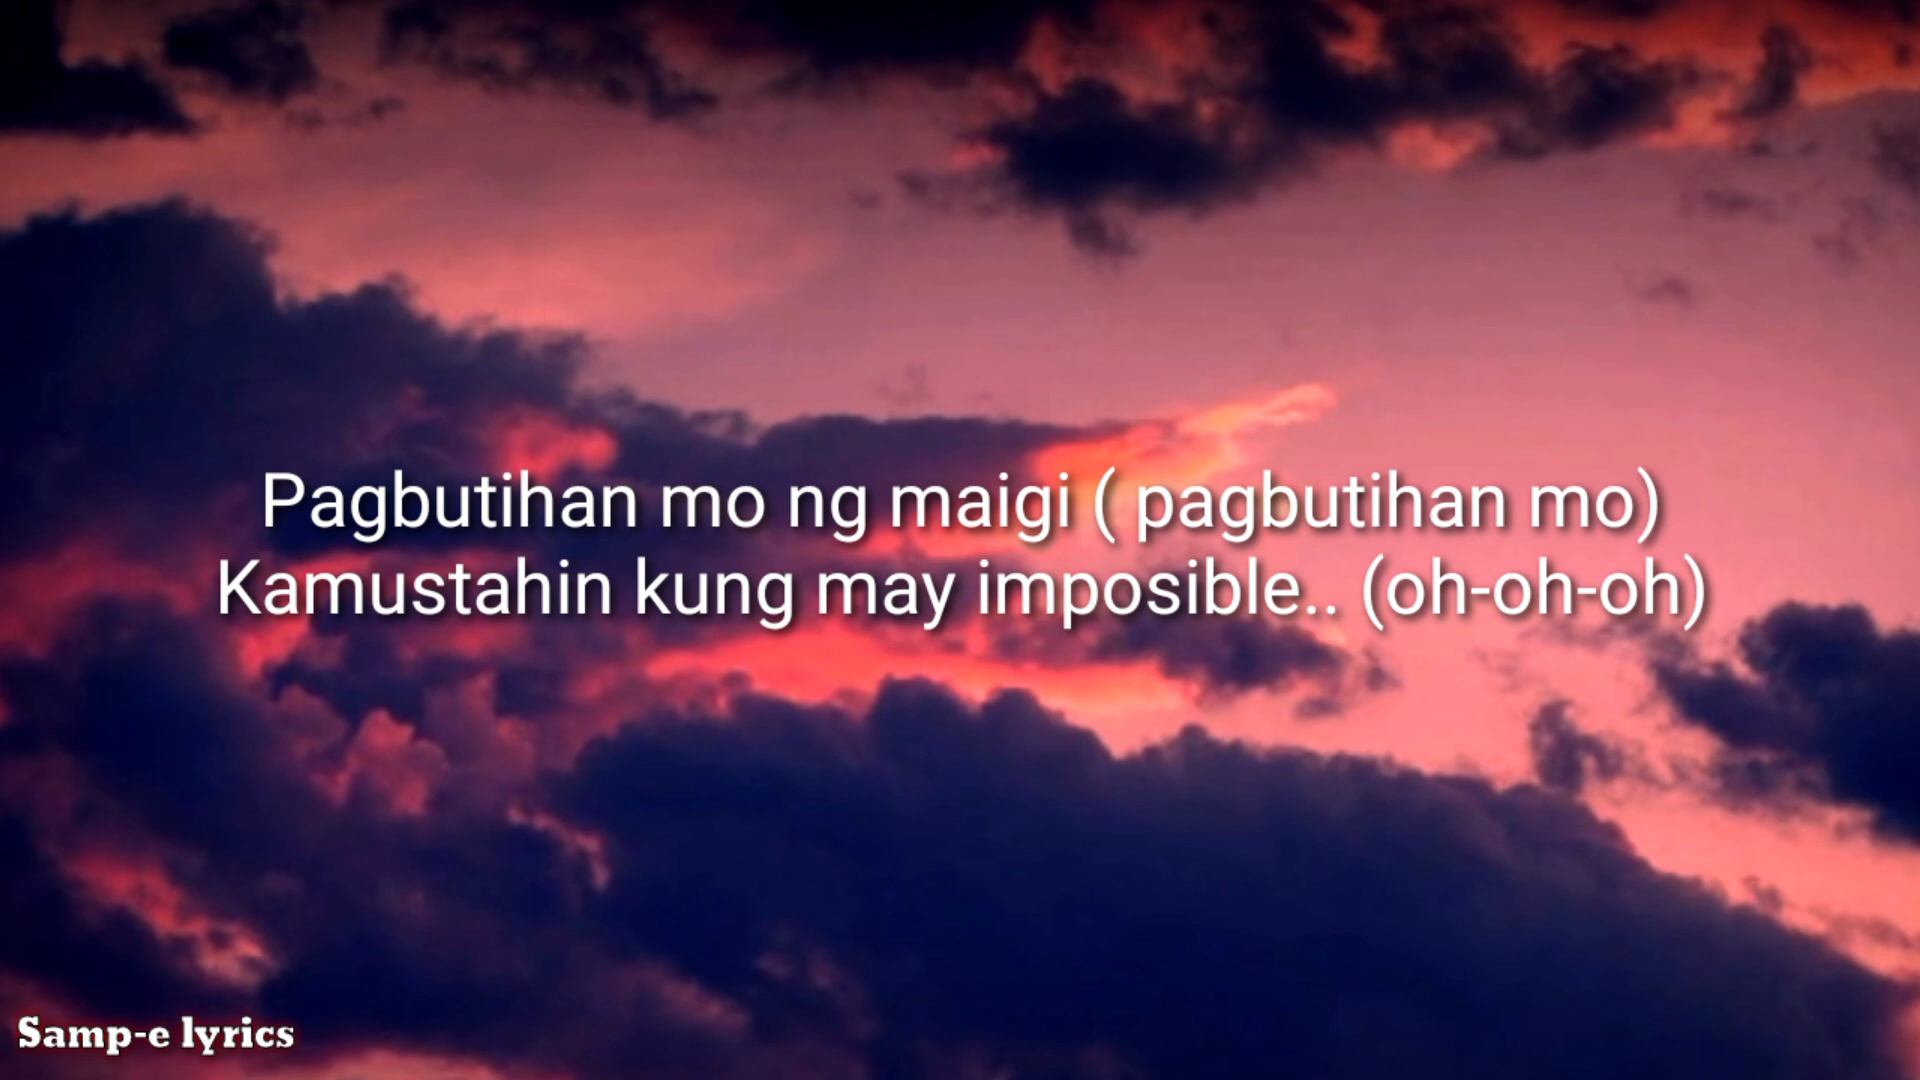 Pagbutihan mo ng maigi ( pagbutihan mo)
Kamustahin kung may imposible.. (oh-oh-oh)
Samp-e lyrics